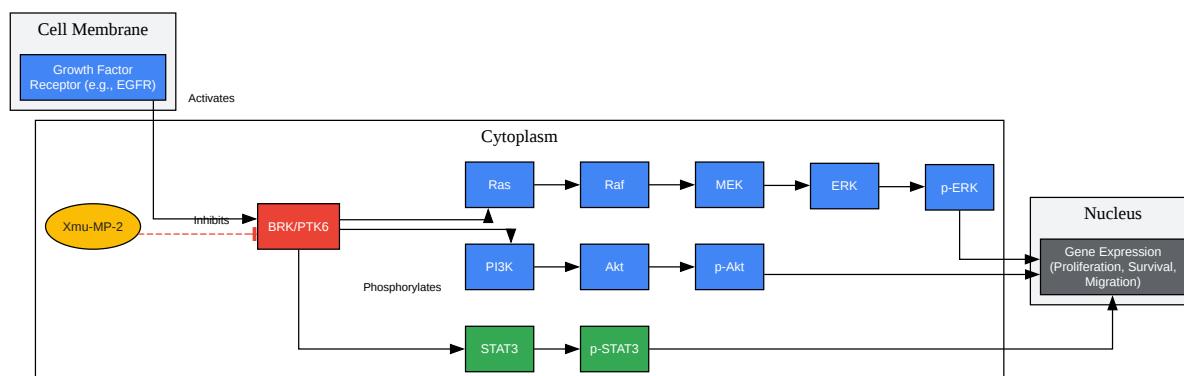 Cell Membrane
Growth Factor
Receptor (e.g., EGFR)
Activates
Cytoplasm
Ras
Raf
MEK
ERK
p-ERK
Xmu-MP-2
Inhibits
BRK/PTK6
Nucleus
Gene Expression
(Proliferation, Survival,
Migration)
PI3K
Akt
p-Akt
Phosphorylates
STAT3
p-STAT3